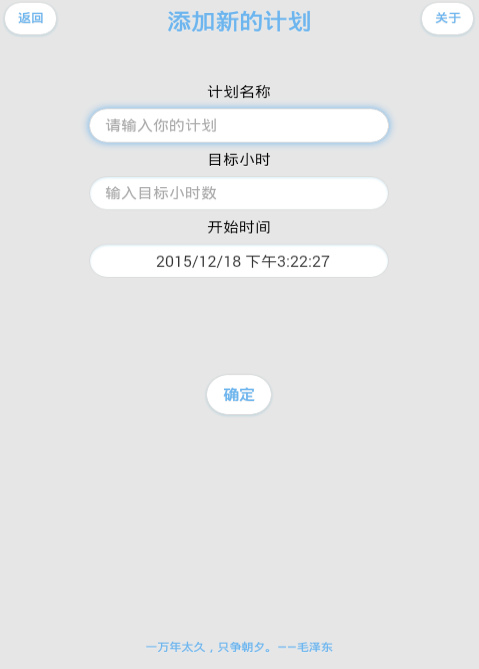 返回
添加新的计划
关于
计划名称
请输入你的计划
目标小时
输入目标小时数
开始时间
2015/12/18 下午3:22:27
确定
一万年太久，只争朝夕。——毛泽东